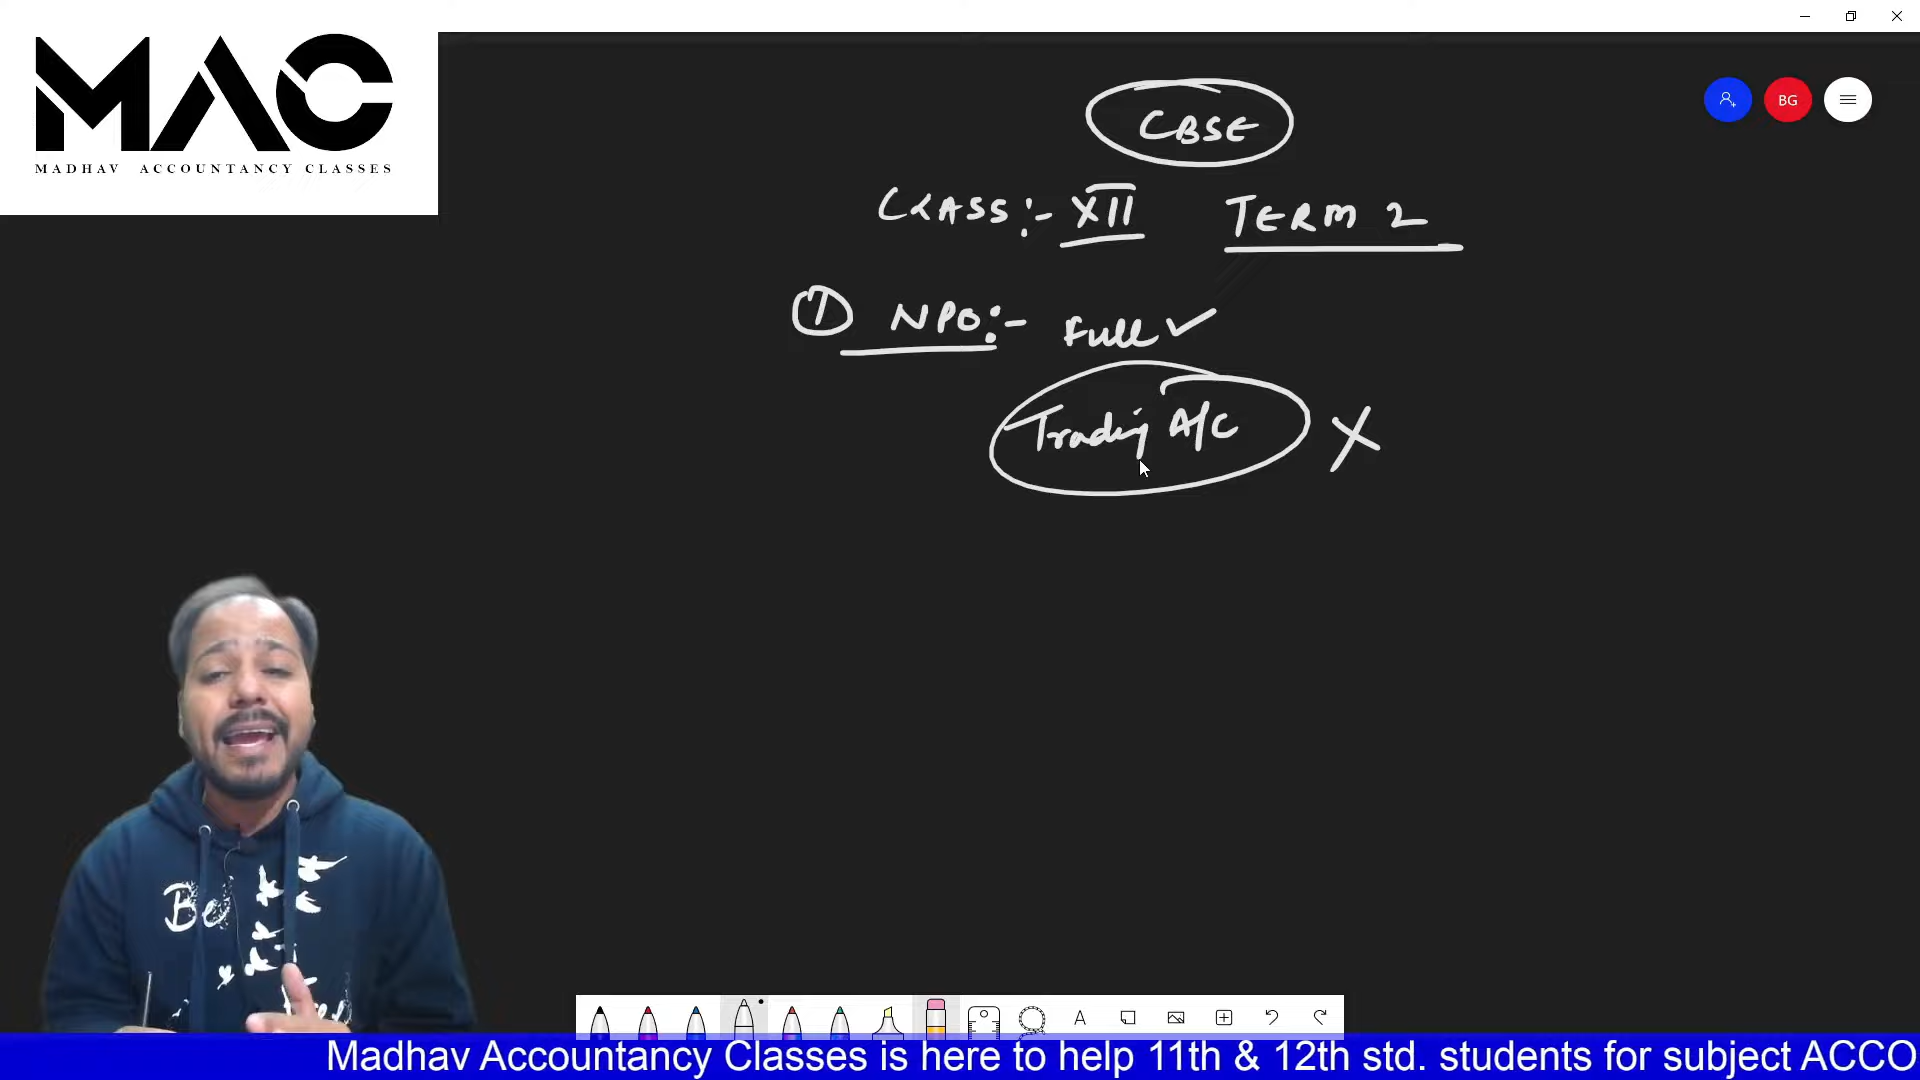 MAC
MADHAV ACCOUNTANCY CLASSES
BG
CBSE
CLASS:- XII TERM 2
1 NPO:- Full ✓
Trading A/C X
Be
A
Madhav Accountancy Classes is here to help 11th & 12th std. students for subject ACCO